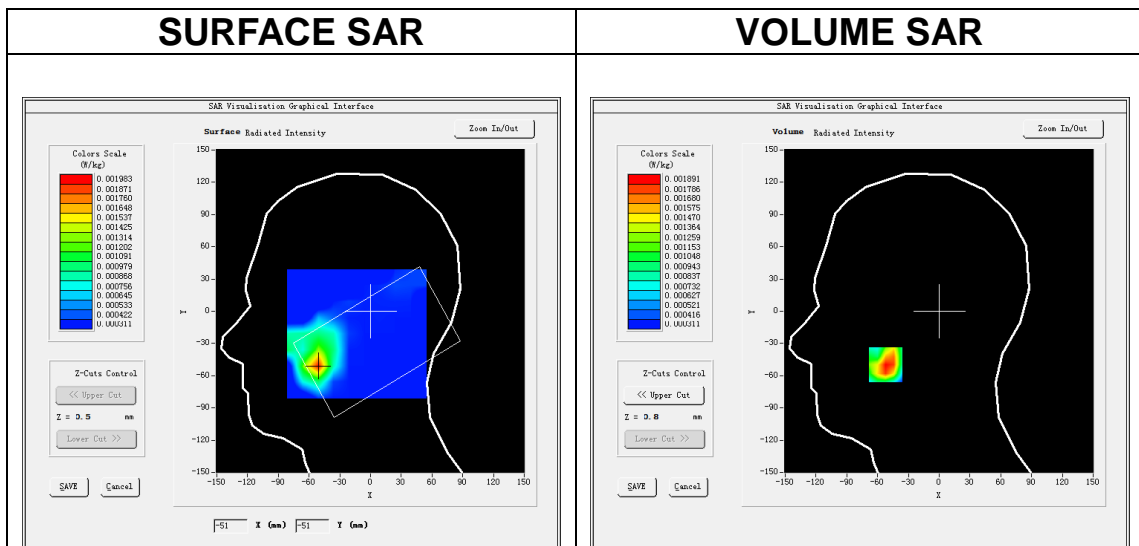 SURFACE SAR
VOLUME SAR
SAR Visualisation Graphical Interface
Surface Radiated Intensity
Zoom In/Out
Colors Scale
(W/kg)
0.001983
0.001871
0.001760
0.001648
0.001537
0.001425
0.001314
0.001202
0.001091
0.000979
0.000868
0.000756
0.000645
0.000533
0.000422
0.000311
Z-Cuts Control
<< Upper Cut
Z = 0.5 mm
Lower Cut >>
SAVE
Cancel
150
120
90
60
30
0
-30
-60
-90
-120
-150
Y
-150 -120 -90 -60 -30 0 30 60 90 120 150
X
-51 X (mm) -51 Y (mm)
SAR Visualisation Graphical Interface
Volume Radiated Intensity
Zoom In/Out
Colors Scale
(W/kg)
0.001891
0.001786
0.001680
0.001575
0.001470
0.001364
0.001259
0.001153
0.001048
0.000943
0.000837
0.000732
0.000627
0.000521
0.000416
0.000311
Z-Cuts Control
<< Upper Cut
Z = 0.8 mm
Lower Cut >>
SAVE
Cancel
150
120
90
60
30
0
-30
-60
-90
-120
-150
Y
-150 -120 -90 -60 -30 0 30 60 90 120 150
X